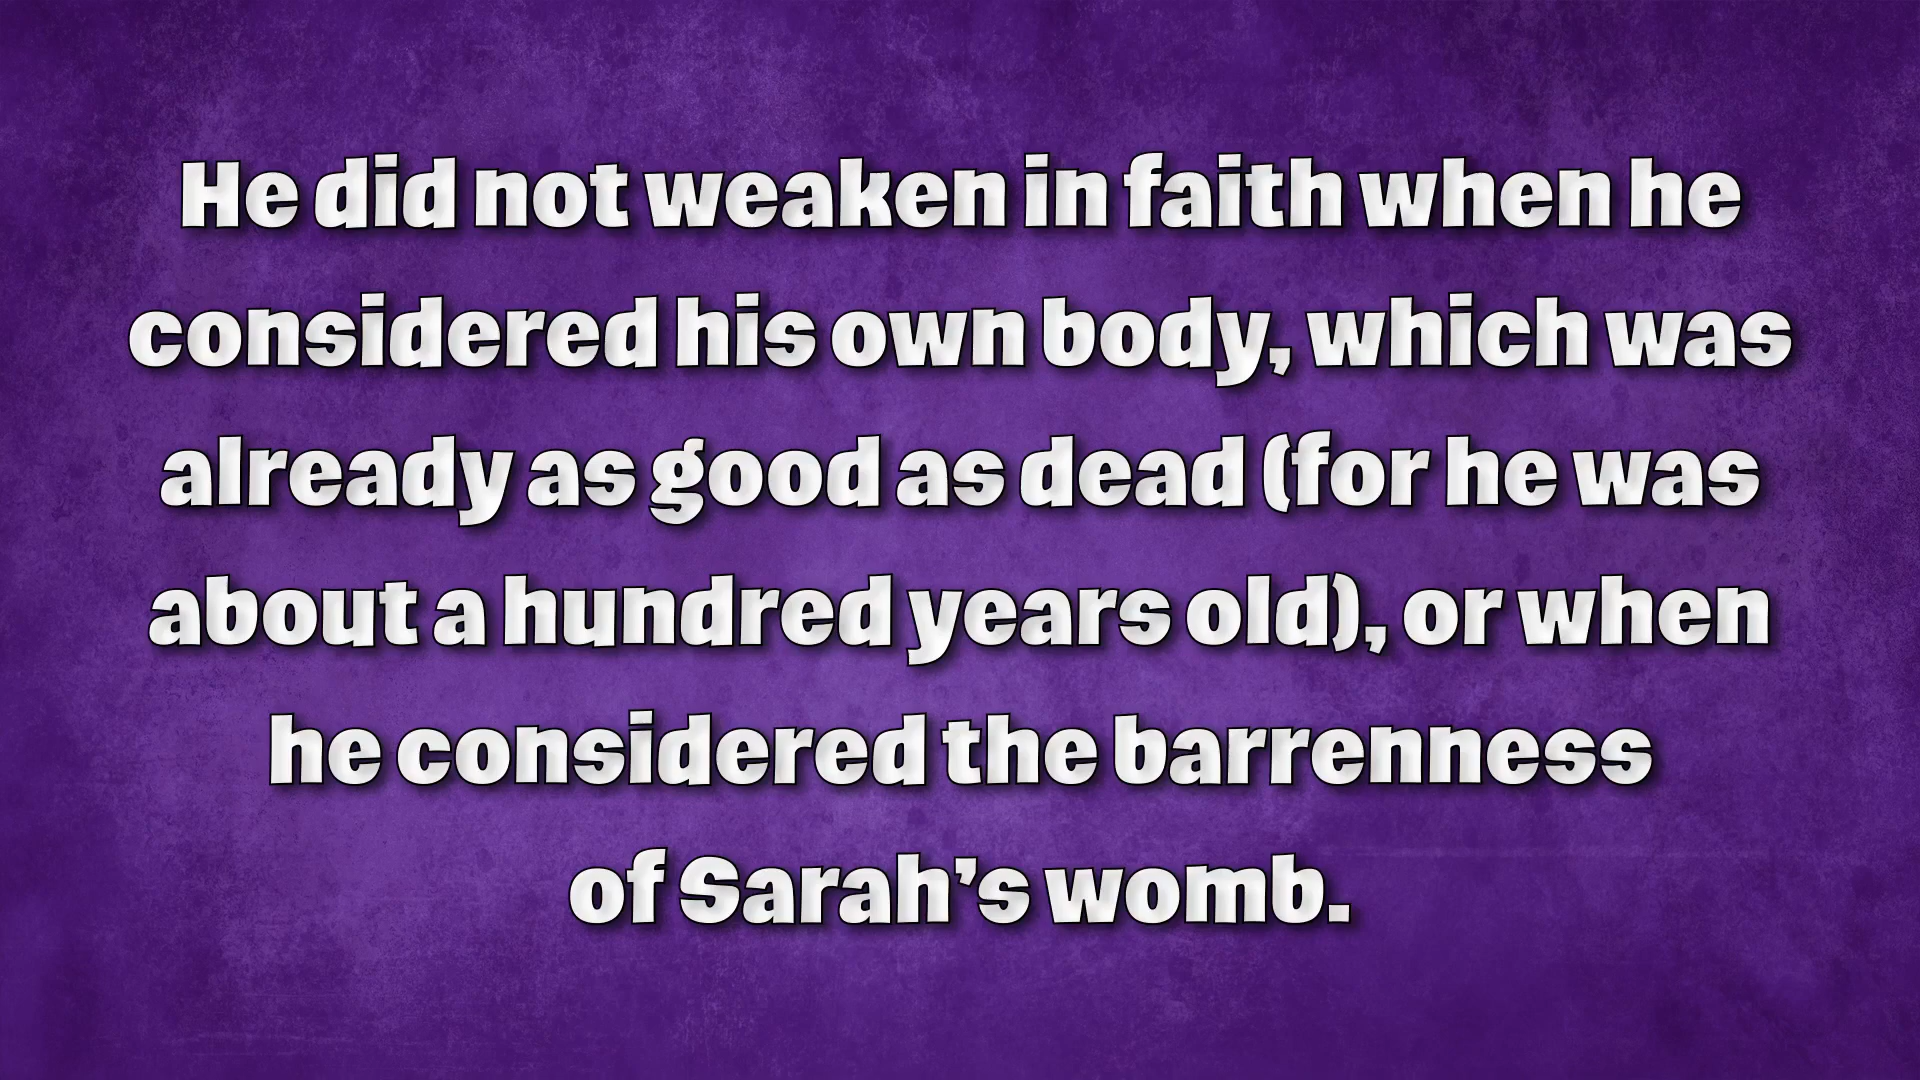 He did not weaken in faith when he
considered his own body, which was
already as good as dead (for he was
about a hundred years old), or when
he considered the barrenness
of Sarah’s womb.